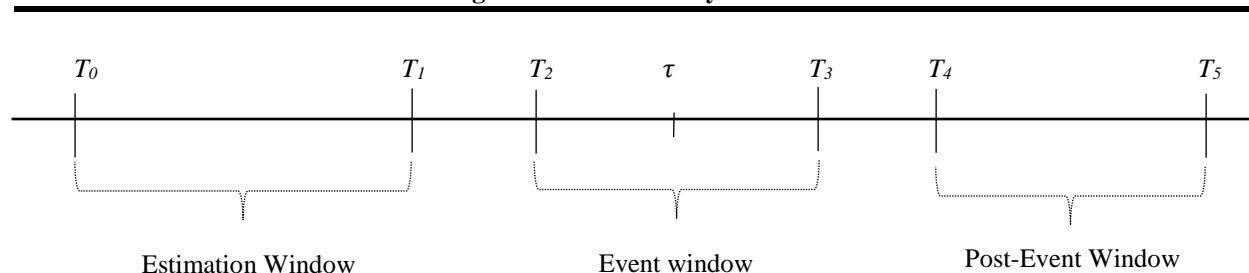 T0 T1 T2 τ T3 T4 T5
Estimation Window Event window Post-Event Window